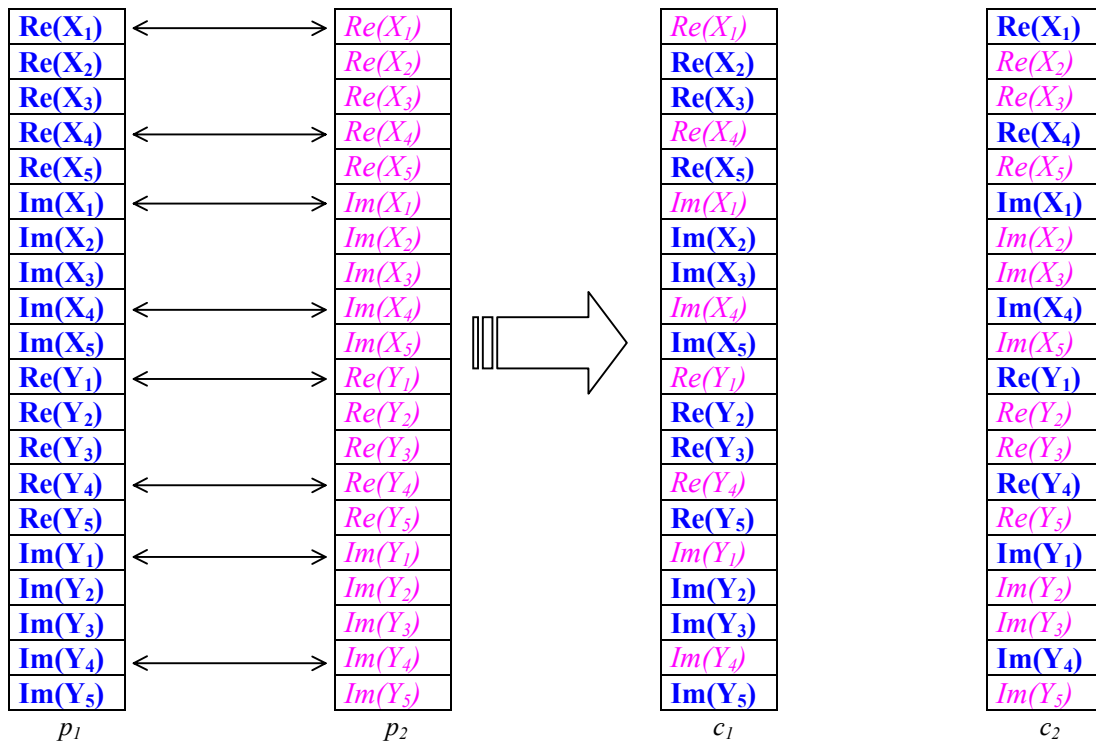 Re(X₁) Re(X₁) Re(X₁) Re(X₁)
Re(X₂) Re(X₂) Re(X₂) Re(X₂)
Re(X₃) Re(X₃) Re(X₃) Re(X₃)
Re(X₄) Re(X₄) Re(X₄) Re(X₄)
Re(X₅) Re(X₅) Re(X₅) Re(X₅)
Im(X₁) Im(X₁) Im(X₁) Im(X₁)
Im(X₂) Im(X₂) Im(X₂) Im(X₂)
Im(X₃) Im(X₃) Im(X₃) Im(X₃)
Im(X₄) Im(X₄) Im(X₄) Im(X₄)
Im(X₅) Im(X₅) Im(X₅) Im(X₅)
Re(Y₁) Re(Y₁) Re(Y₁) Re(Y₁)
Re(Y₂) Re(Y₂) Re(Y₂) Re(Y₂)
Re(Y₃) Re(Y₃) Re(Y₃) Re(Y₃)
Re(Y₄) Re(Y₄) Re(Y₄) Re(Y₄)
Re(Y₅) Re(Y₅) Re(Y₅) Re(Y₅)
Im(Y₁) Im(Y₁) Im(Y₁) Im(Y₁)
Im(Y₂) Im(Y₂) Im(Y₂) Im(Y₂)
Im(Y₃) Im(Y₃) Im(Y₃) Im(Y₃)
Im(Y₄) Im(Y₄) Im(Y₄) Im(Y₄)
Im(Y₅) Im(Y₅) Im(Y₅) Im(Y₅)
p₁ p₂ c₁ c₂